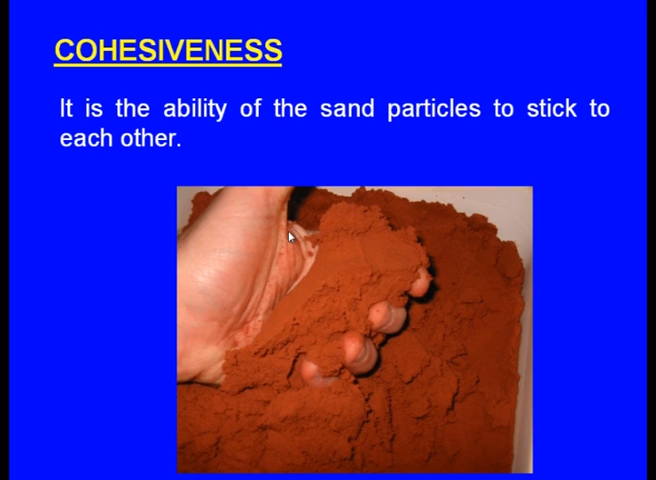 COHESIVENESS
It is the ability of the sand particles to stick to
each other.